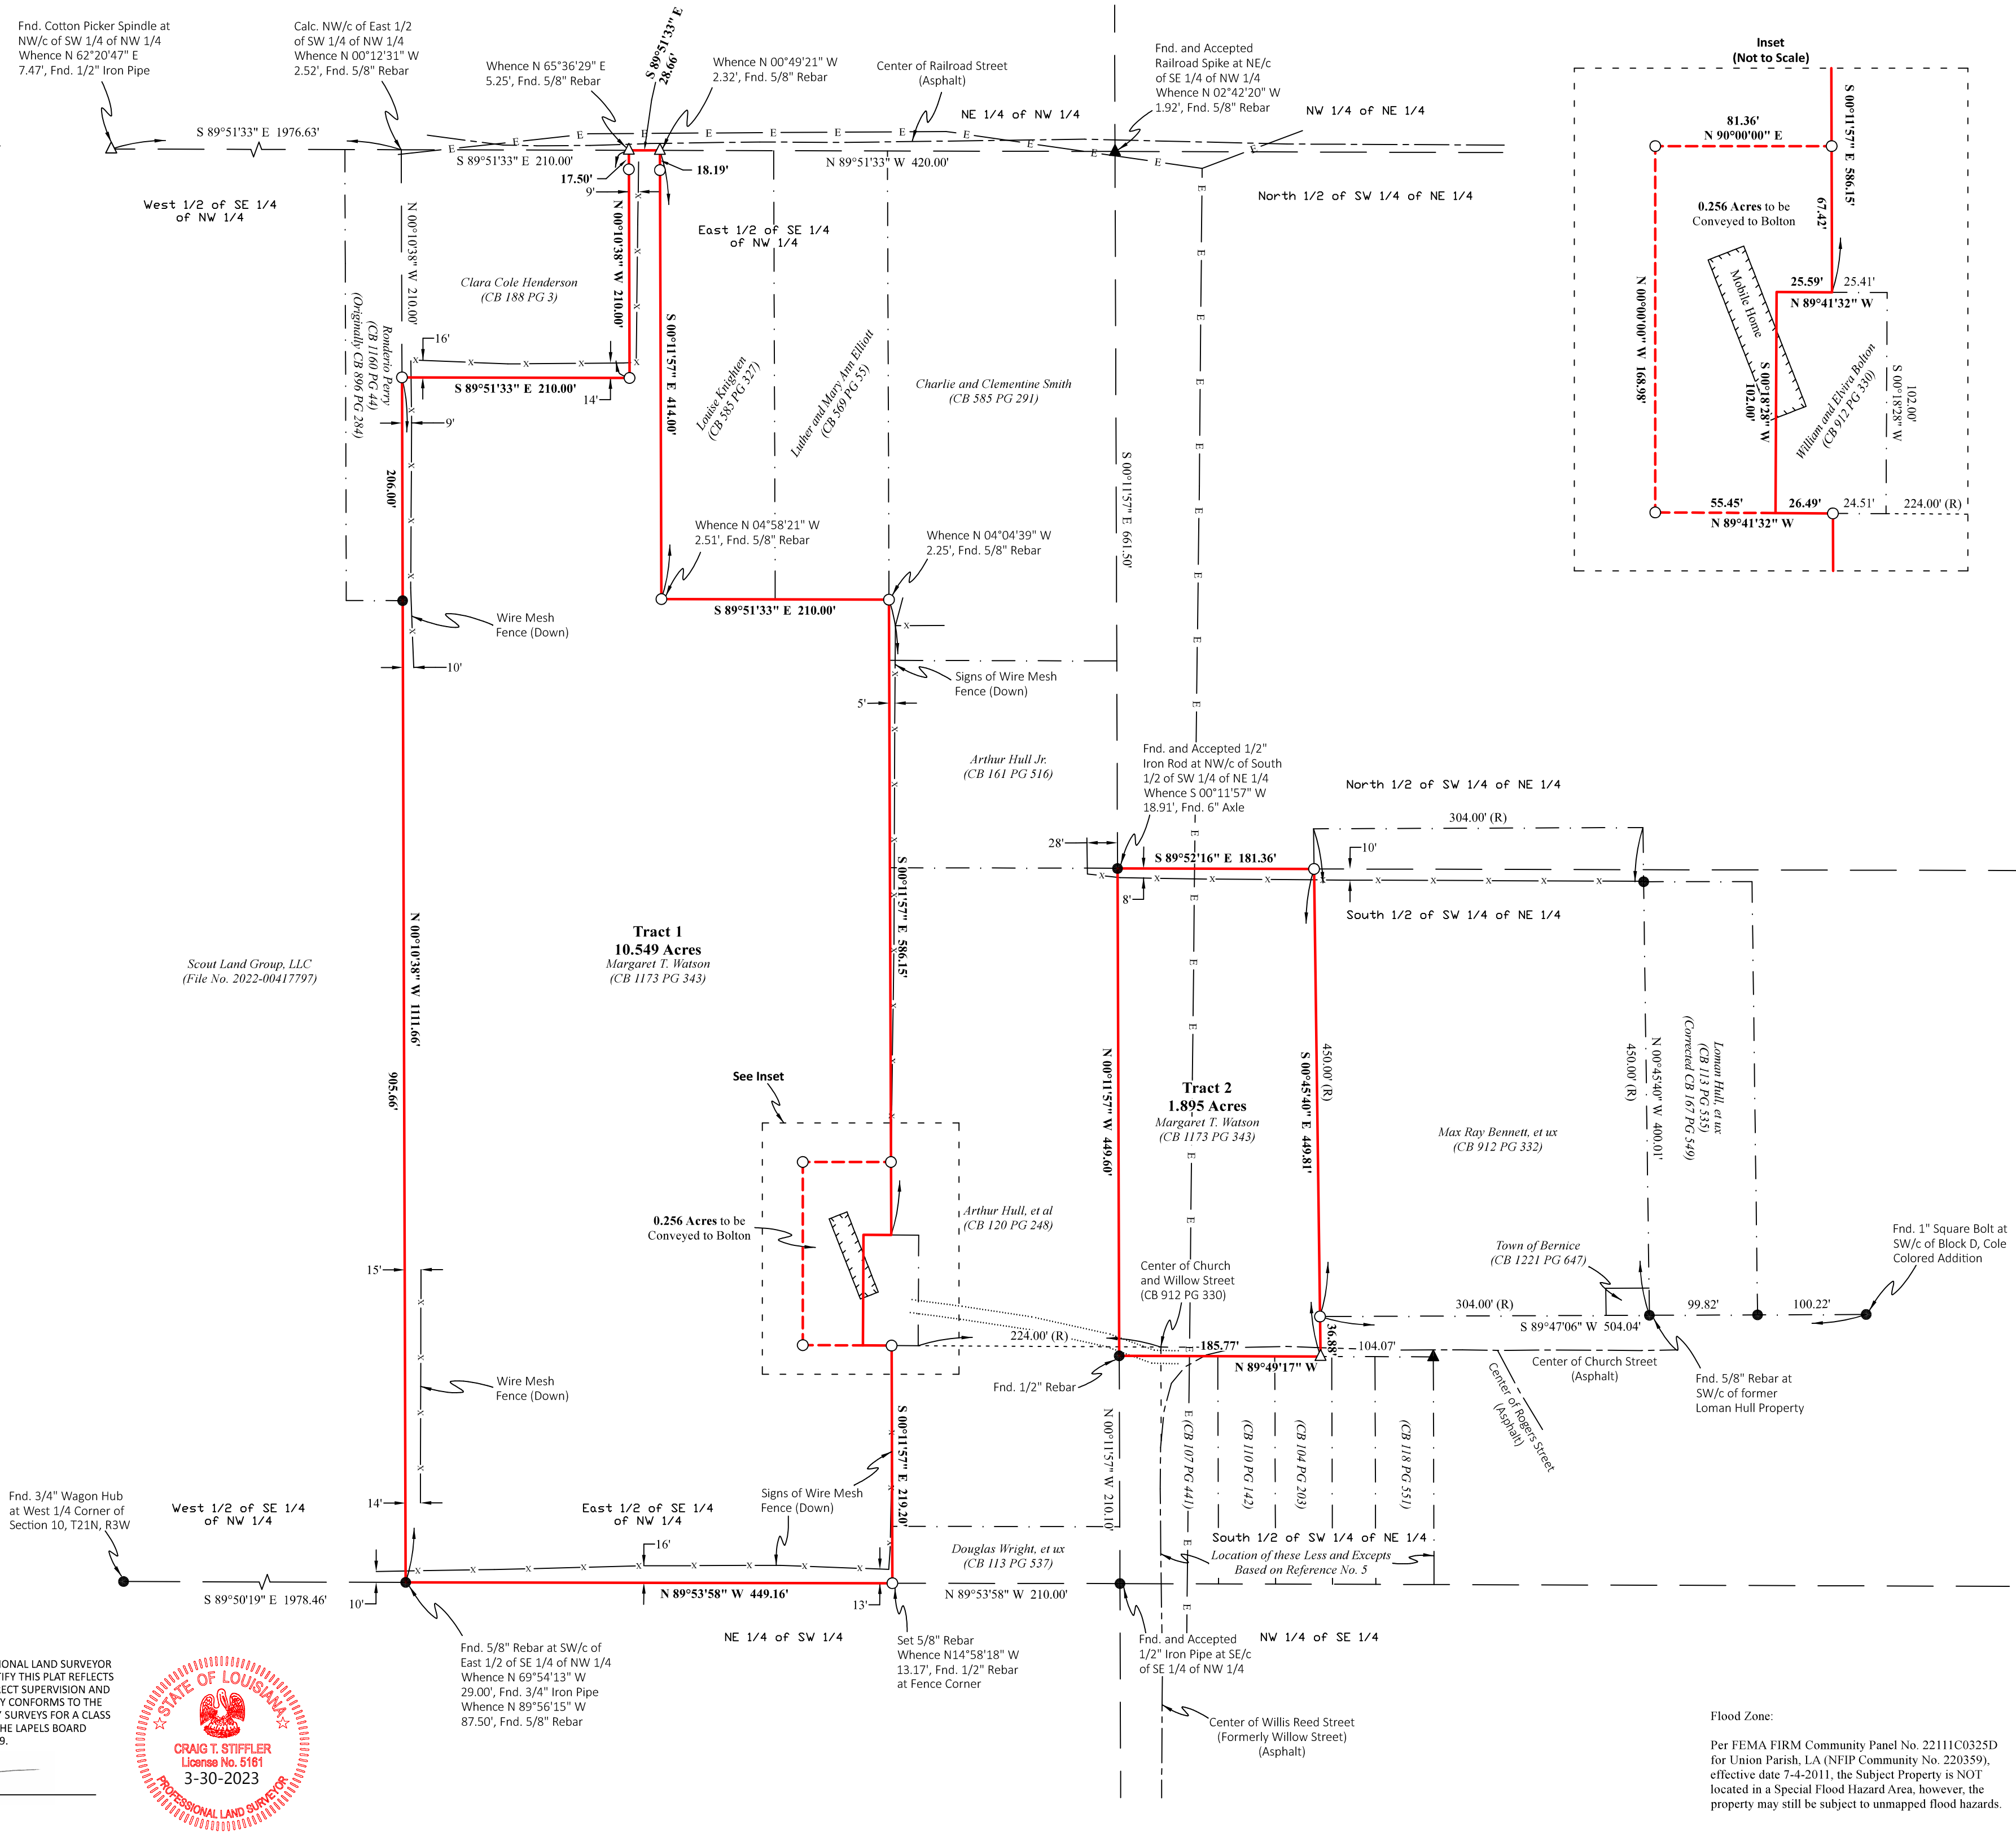 Fnd. Cotton Picker Spindle at
NW/c of SW 1/4 of NW 1/4
Whence N 62°20'47" E
7.47', Fnd. 1/2" Iron Pipe
Calc. NW/c of East 1/2
of SW 1/4 of NW 1/4
Whence N 00°12'31" W
2.52', Fnd. 5/8" Rebar
Whence N 65°36'29" E
5.25', Fnd. 5/8" Rebar
S 89°51'33" E
28.66'
Whence N 00°49'21" W
2.32', Fnd. 5/8" Rebar
Center of Railroad Street
(Asphalt)
NE 1/4 of NW 1/4
Fnd. and Accepted
Railroad Spike at NE/c
of SE 1/4 of NW 1/4
Whence N 02°42'20" W
1.92', Fnd. 5/8" Rebar
NW 1/4 of NE 1/4
Inset
(Not to Scale)
S 89°51'33" E 1976.63'
S 89°51'33" E 210.00'
N 89°51'33" W 420.00'
17.50'
18.19'
9'
West 1/2 of SE 1/4
of NW 1/4
North 1/2 of SW 1/4 of NE 1/4
East 1/2 of SE 1/4
of NW 1/4
N 00°10'38" W 210.00'
Clara Cole Henderson
(CB 188 PG 3)
N 00°10'38" W 210.00'
S 00°11'57" E 414.00'
Ronderio Perry
(CB 1160 PG 44)
(Originally CB 896 PG 284)
16'
S 89°51'33" E 210.00'
14'
9'
206.00'
Louise Knighten
(CB 585 PG 327)
Luther and Mary Ann Elliott
(CB 569 PG 55)
Charlie and Clementine Smith
(CB 585 PG 291)
S 00°11'57" E 661.50'
81.36'
N 90°00'00" E
S 00°11'57" E 586.15'
67.42'
0.256 Acres to be
Conveyed to Bolton
25.59'
25.41'
N 89°41'32" W
Mobile Home
N 00°00'00" W 168.98'
S 00°18'28" W
102.00'
William and Elvira Bolton
(CB 912 PG 330)
102.00'
S 00°18'28" W
55.45'
26.49'
24.51'
224.00' (R)
N 89°41'32" W
Whence N 04°58'21" W
2.51', Fnd. 5/8" Rebar
Whence N 04°04'39" W
2.25', Fnd. 5/8" Rebar
S 89°51'33" E 210.00'
Wire Mesh
Fence (Down)
10'
Signs of Wire Mesh
Fence (Down)
5'
Arthur Hull Jr.
(CB 161 PG 516)
Fnd. and Accepted 1/2"
Iron Rod at NW/c of South
1/2 of SW 1/4 of NE 1/4
Whence S 00°11'57" W
18.91', Fnd. 6" Axle
North 1/2 of SW 1/4 of NE 1/4
304.00' (R)
28'
S 89°52'16" E 181.36'
10'
8'
South 1/2 of SW 1/4 of NE 1/4
S 00°11'57" E 586.15'
N 00°10'38" W 1111.66'
Tract 1
10.549 Acres
Margaret T. Watson
(CB 1173 PG 343)
Scout Land Group, LLC
(File No. 2022-00417797)
905.66'
See Inset
N 00°11'57" W 449.60'
Tract 2
1.895 Acres
Margaret T. Watson
(CB 1173 PG 343)
S 00°45'40" E 449.81'
450.00' (R)
Max Ray Bennett, et ux
(CB 912 PG 332)
450.00' (R)
N 00°45'40" W 400.01'
Loman Hull, et ux
(CB 113 PG 535)
(Corrected CB 167 PG 549)
0.256 Acres to be
Conveyed to Bolton
Arthur Hull, et al
(CB 120 PG 248)
Center of Church
and Willow Street
(CB 912 PG 330)
Town of Bernice
(CB 1221 PG 647)
Fnd. 1" Square Bolt at
SW/c of Block D, Cole
Colored Addition
15'
304.00' (R)
99.82'
100.22'
S 89°47'06" W 504.04'
224.00' (R)
185.77'
N 89°49'17" W
36.88'
104.07'
Center of Church Street
(Asphalt)
Center of Rogers Street
(Asphalt)
Fnd. 5/8" Rebar at
SW/c of former
Loman Hull Property
Fnd. 1/2" Rebar
Wire Mesh
Fence (Down)
S 00°11'57" E 219.20'
N 00°11'57" W 210.10'
(CB 107 PG 441)
(CB 110 PG 142)
(CB 104 PG 203)
(CB 118 PG 551)
Fnd. 3/4" Wagon Hub
at West 1/4 Corner of
Section 10, T21N, R3W
West 1/2 of SE 1/4
of NW 1/4
14'
East 1/2 of SE 1/4
of NW 1/4
Signs of Wire Mesh
Fence (Down)
16'
Douglas Wright, et ux
(CB 113 PG 537)
South 1/2 of SW 1/4 of NE 1/4
Location of these Less and Excepts
Based on Reference No. 5
S 89°50'19" E 1978.46'
10'
N 89°53'58" W 449.16'
13'
N 89°53'58" W 210.00'
NE 1/4 of SW 1/4
NW 1/4 of SE 1/4
Fnd. 5/8" Rebar at SW/c of
East 1/2 of SE 1/4 of NW 1/4
Whence N 69°54'13" W
29.00', Fnd. 3/4" Iron Pipe
Whence N 89°56'15" W
87.50', Fnd. 5/8" Rebar
Set 5/8" Rebar
Whence N14°58'18" W
13.17', Fnd. 1/2" Rebar
at Fence Corner
Fnd. and Accepted
1/2" Iron Pipe at SE/c
of SE 1/4 of NW 1/4
Center of Willis Reed Street
(Formerly Willow Street)
(Asphalt)
IONAL LAND SURVEYOR
TIFY THIS PLAT REFLECTS
ECT SUPERVISION AND
Y CONFORMS TO THE
Y SURVEYS FOR A CLASS
HE LAPELS BOARD
9.
STATE OF LOUISIANA
CRAIG T. STIFFLER
License No. 5161
3-30-2023
PROFESSIONAL LAND SURVEYOR
Flood Zone:
Per FEMA FIRM Community Panel No. 22111C0325D
for Union Parish, LA (NFIP Community No. 220359),
effective date 7-4-2011, the Subject Property is NOT
located in a Special Flood Hazard Area, however, the
property may still be subject to unmapped flood hazards.